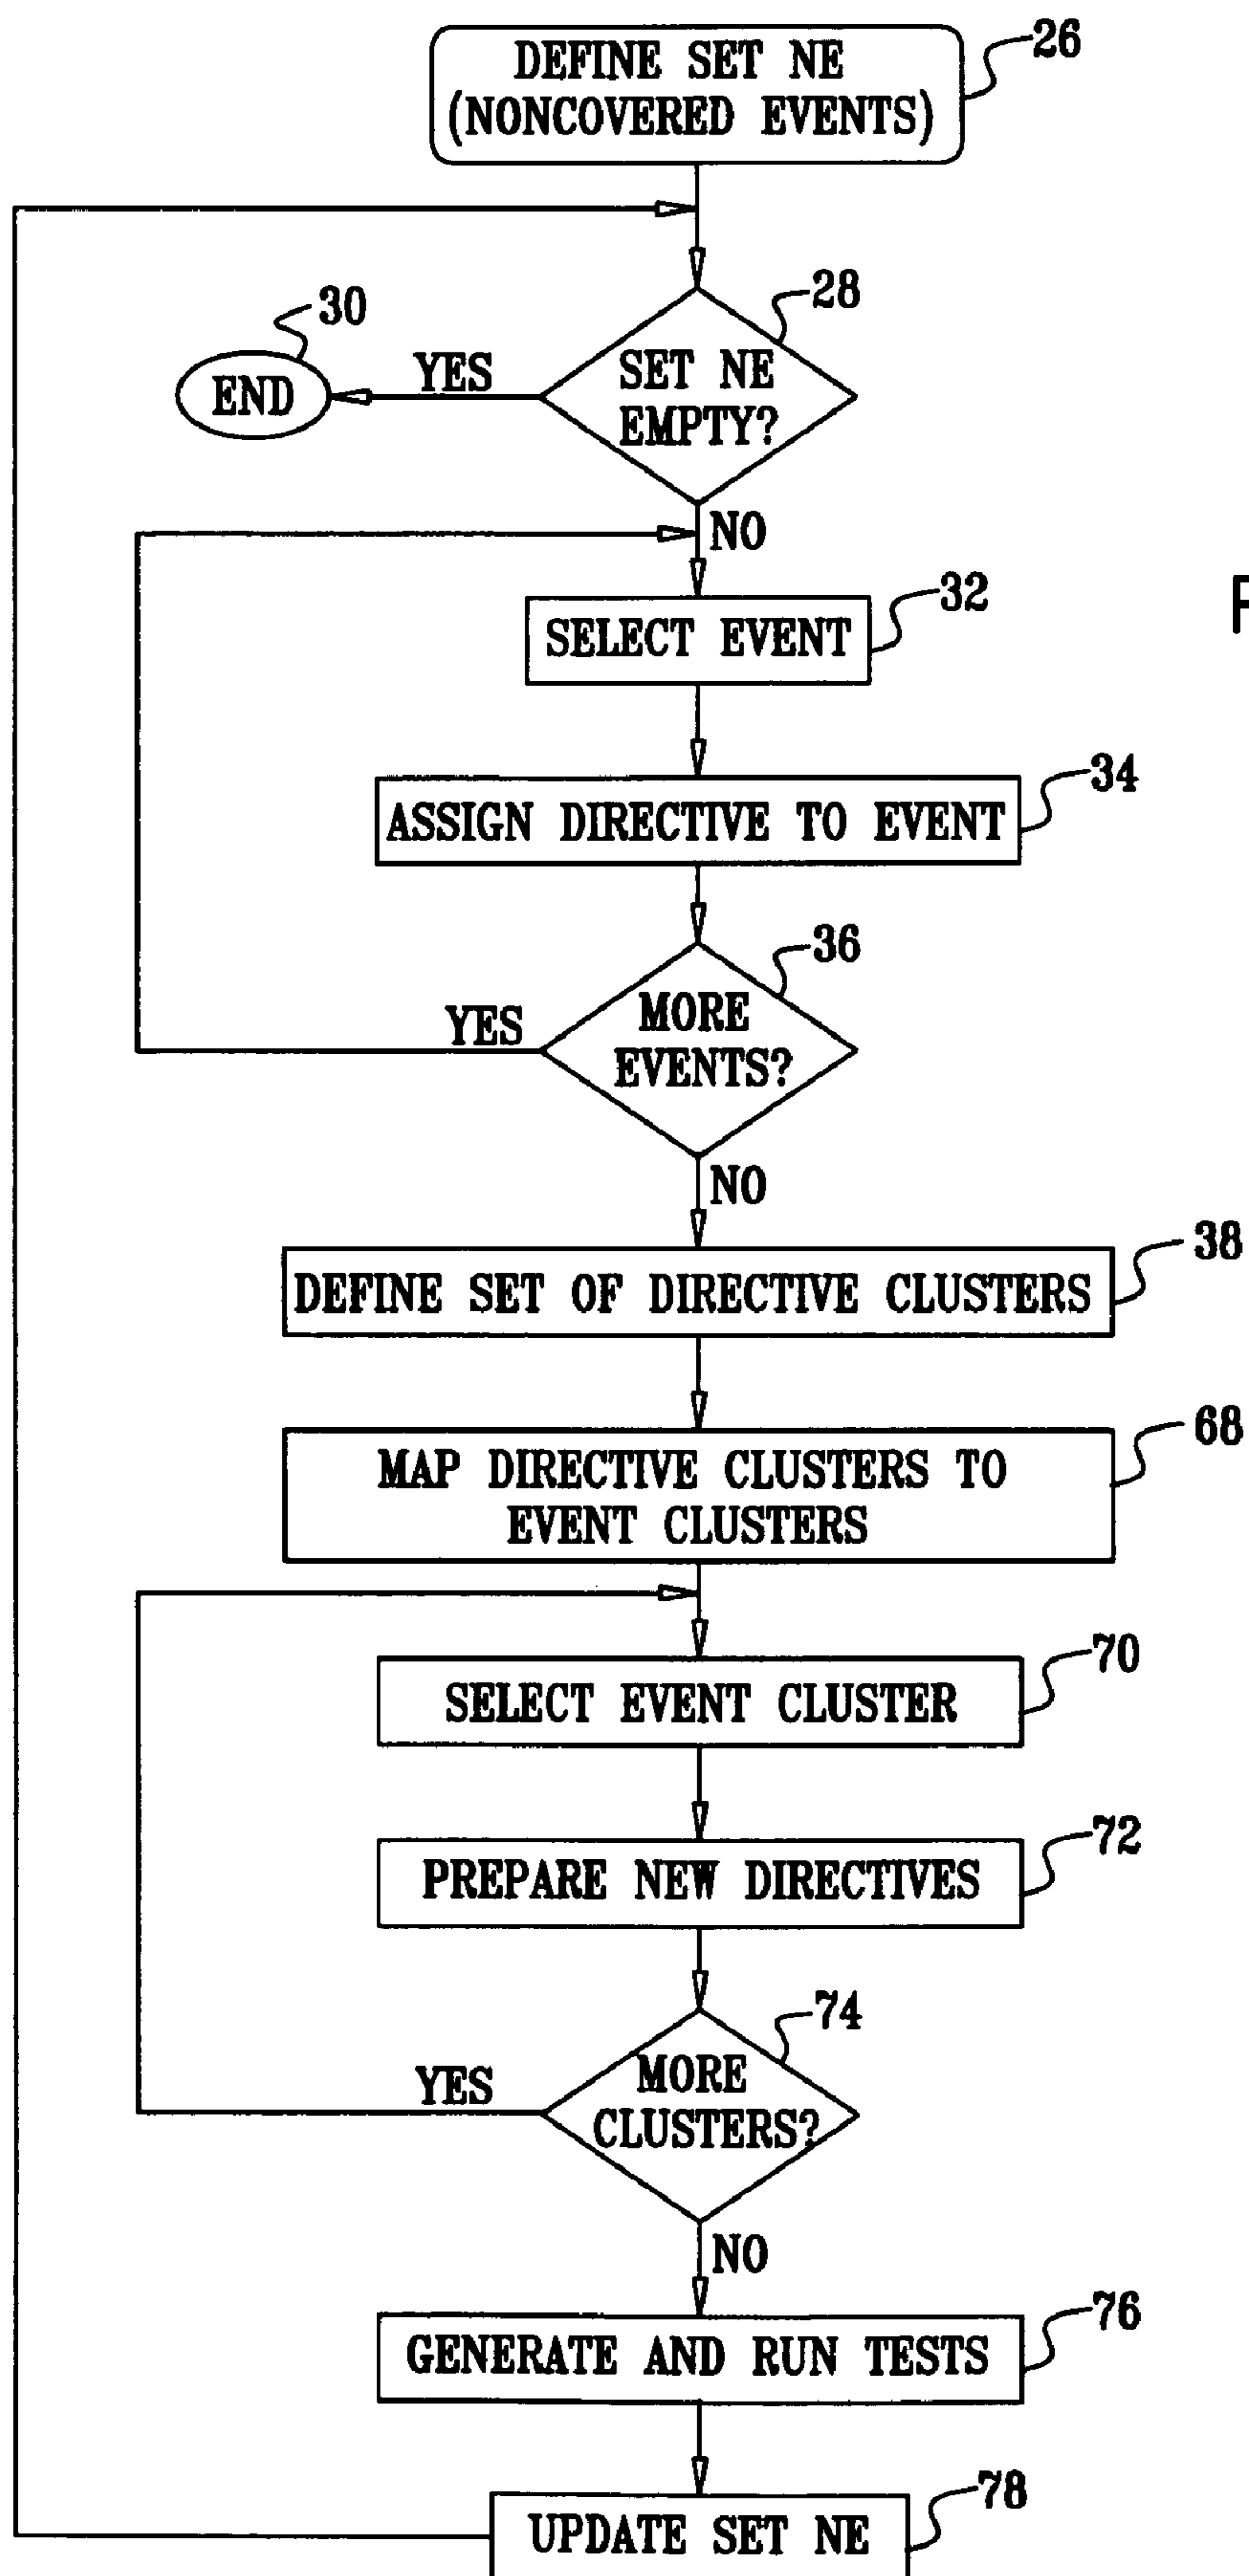 DEFINE SET NE
(NONCOVERED EVENTS)
26
28
30
END
YES
SET NE
EMPTY?
NO
32
SELECT EVENT
34
ASSIGN DIRECTIVE TO EVENT
36
MORE
EVENTS?
YES
NO
38
DEFINE SET OF DIRECTIVE CLUSTERS
68
MAP DIRECTIVE CLUSTERS TO
EVENT CLUSTERS
70
SELECT EVENT CLUSTER
72
PREPARE NEW DIRECTIVES
74
MORE
CLUSTERS?
YES
NO
76
GENERATE AND RUN TESTS
78
UPDATE SET NE